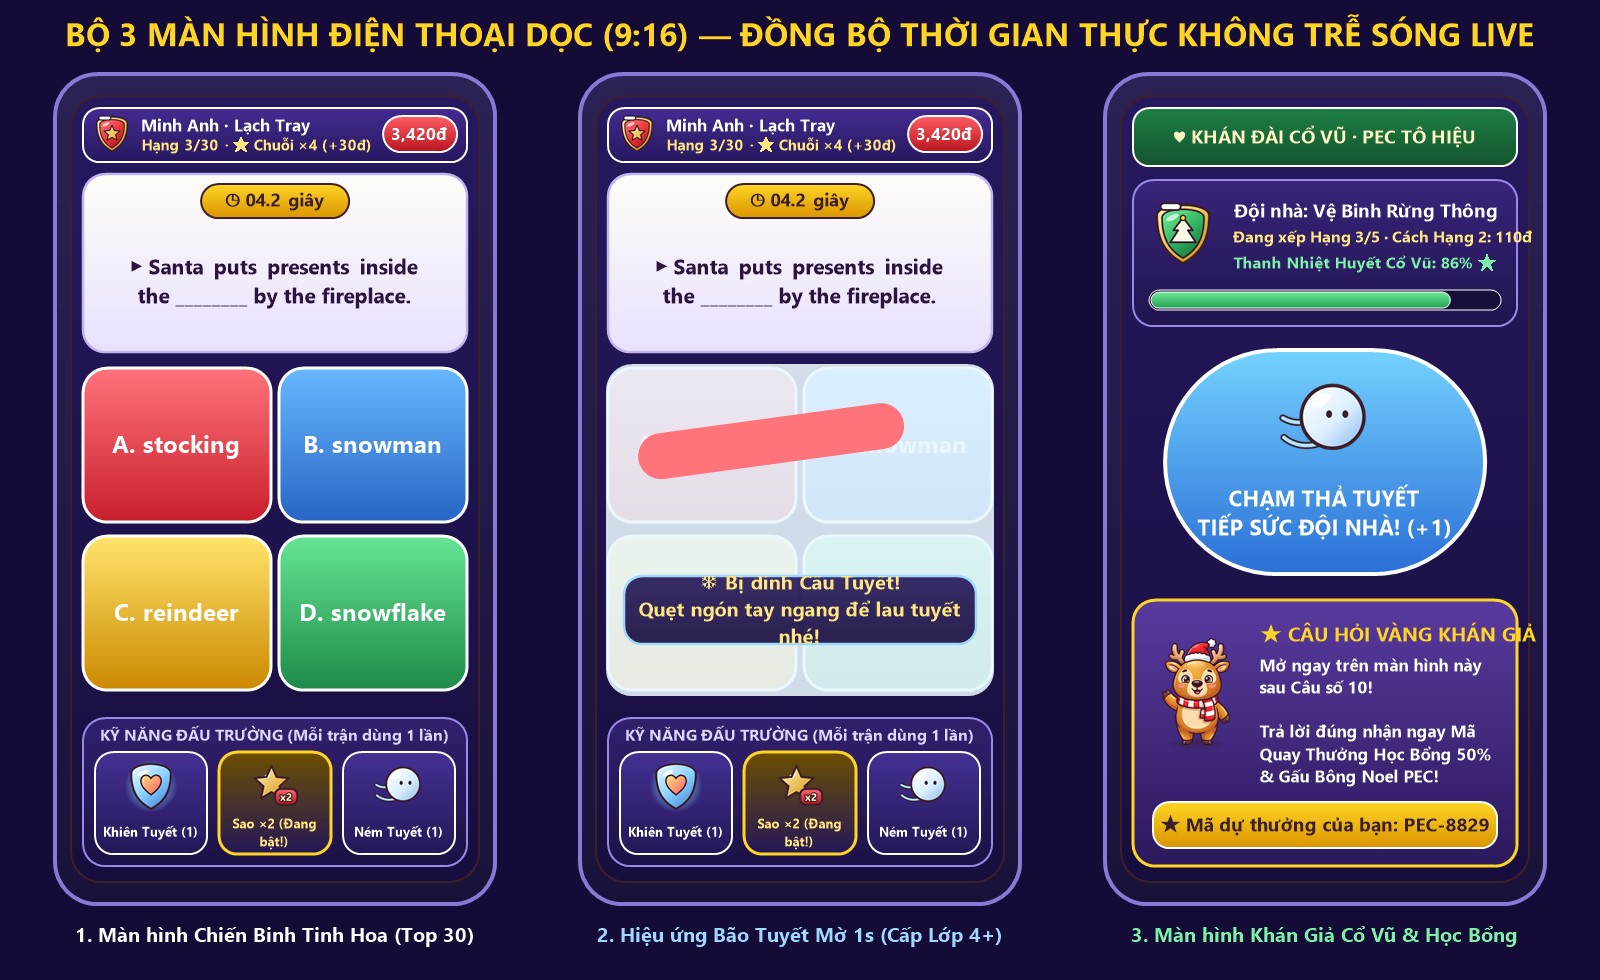 BỘ 3 MÀN HÌNH ĐIỆN THOẠI DỌC (9:16) — ĐỒNG BỘ THỜI GIAN THỰC KHÔNG TRỄ SÓNG LIVE
Minh Anh · Lạch Tray
Hạng 3/30 · ★ Chuỗi ×4 (+30đ)
3,420đ
◷ 04.2 giây
► Santa puts presents inside
the ________ by the fireplace.
A. stocking
B. snowman
C. reindeer
D. snowflake
KỸ NĂNG ĐẤU TRƯỜNG (Mỗi trận dùng 1 lần)
x2
Khiên Tuyết (1)
Sao ×2 (Đang
bật!)
Ném Tuyết (1)
1. Màn hình Chiến Binh Tinh Hoa (Top 30)
Minh Anh · Lạch Tray
Hạng 3/30 · ★ Chuỗi ×4 (+30đ)
3,420đ
◷ 04.2 giây
► Santa puts presents inside
the ________ by the fireplace.
❄ Bị dính Cầu Tuyết!
Quẹt ngón tay ngang để lau tuyết
nhé!
KỸ NĂNG ĐẤU TRƯỜNG (Mỗi trận dùng 1 lần)
x2
Khiên Tuyết (1)
Sao ×2 (Đang
bật!)
Ném Tuyết (1)
2. Hiệu ứng Bão Tuyết Mờ 1s (Cấp Lớp 4+)
♥ KHÁN ĐÀI CỔ VŨ · PEC TÔ HIỆU
Đội nhà: Vệ Binh Rừng Thông
Đang xếp Hạng 3/5 · Cách Hạng 2: 110đ
Thanh Nhiệt Huyết Cổ Vũ: 86% ★
CHẠM THẢ TUYẾT
TIẾP SỨC ĐỘI NHÀ! (+1)
★ CÂU HỎI VÀNG KHÁN GIẢ
Mở ngay trên màn hình này
sau Câu số 10!
Trả lời đúng nhận ngay Mã
Quay Thưởng Học Bổng 50%
& Gấu Bông Noel PEC!
★ Mã dự thưởng của bạn: PEC-8829
3. Màn hình Khán Giả Cổ Vũ & Học Bổng